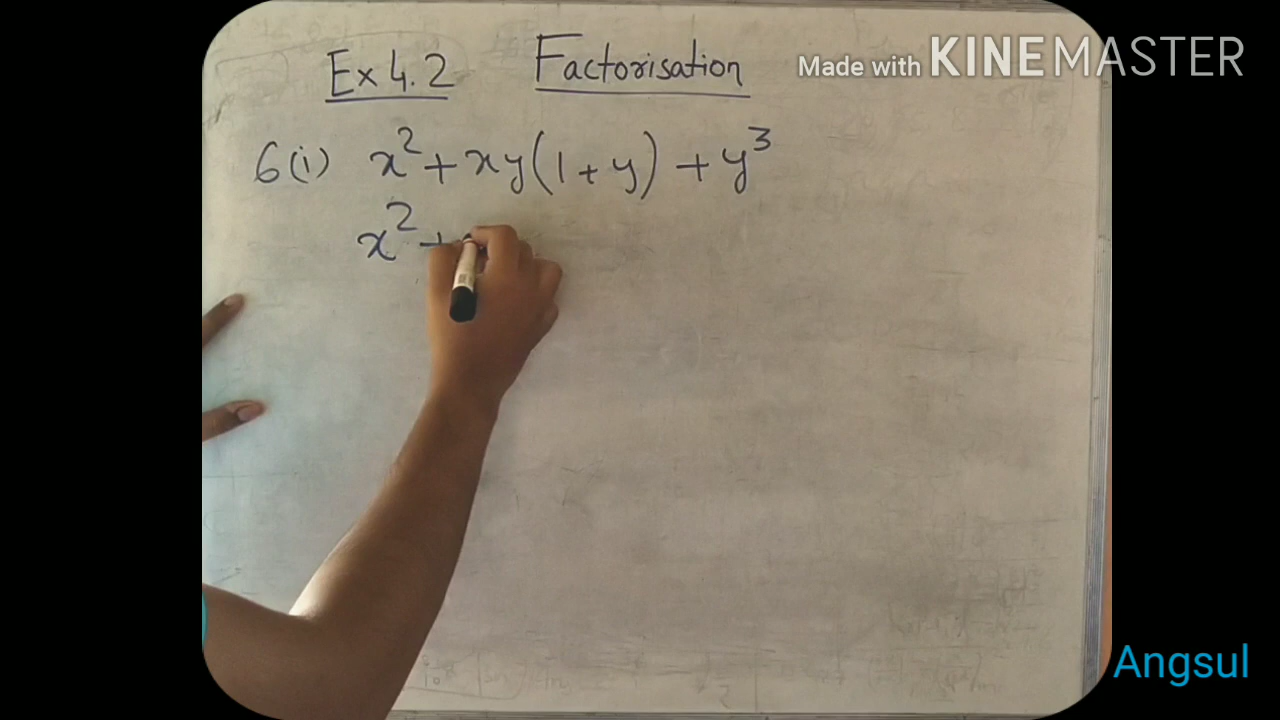 Ex 4.2 Factorisation
Made with KINEMASTER
6(i) x² + xy(1 + y) + y³
x² +
Angsul